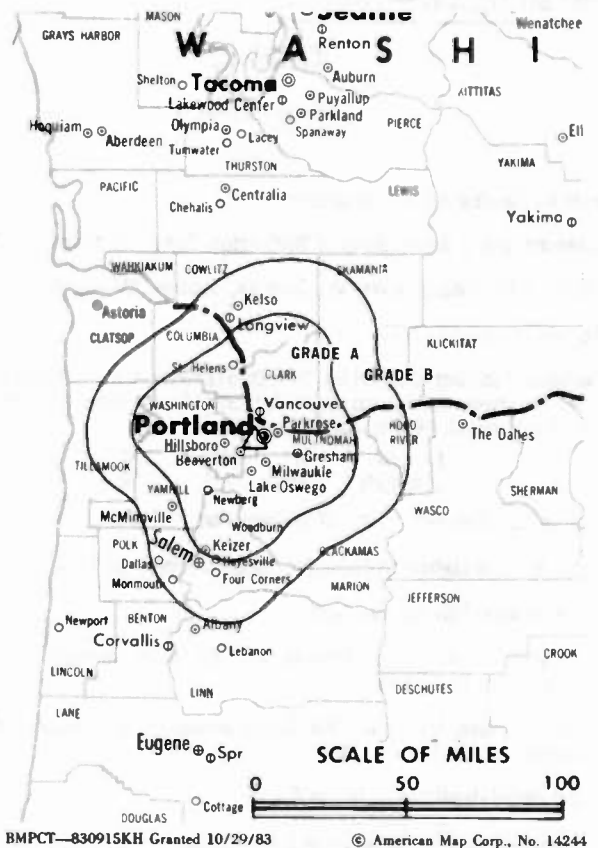 MASON
Seattle
Wenatchee
GRAYS HARBOR
Renton
W A S H I
Shelton
Tacoma
Auburn
KITTITAS
Lakewood Center
Puyallup
Parkland
Hoquiam
Aberdeen
Olympia
Lacey
Spanaway
PIERCE
Ell
Tumwater
THURSTON
YAKIMA
PACIFIC
Centralia
LEWIS
Chehalis
Yakima
WAHKIAKUM
COWLITZ
SKAMANIA
Astoria
Kelso
CLATSOP
COLUMBIA
Longview
GRADE A
KLICKITAT
St. Helens
CLARK
GRADE B
WASHINGTON
Vancouver
Portland
Parkrose
HOOD RIVER
The Dalles
Hillsboro
MULTNOMAH
Beaverton
Gresham
TILLAMOOK
Milwaukie
Lake Oswego
YAMHILL
Newberg
SHERMAN
McMinnville
Woodburn
WASCO
POLK
Salem
Keizer
CLACKAMAS
Dallas
Hayesville
Monmouth
Four Corners
MARION
JEFFERSON
Newport
BENTON
Albany
Corvallis
Lebanon
CROOK
LINCOLN
LINN
DESCHUTES
LANE
Eugene
Spr
SCALE OF MILES
0 50 100
Cottage
DOUGLAS
BMPCT—830915KH Granted 10/29/83
© American Map Corp., No. 14244